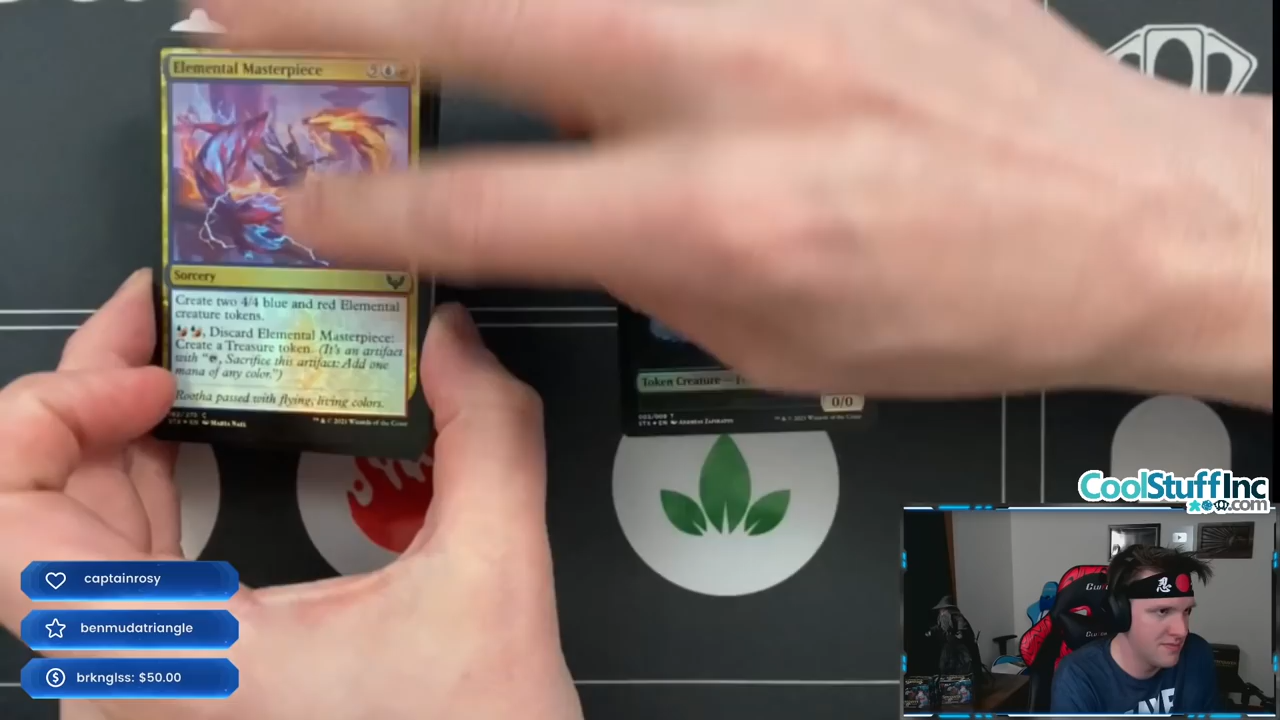 Elemental Masterpiece
Sorcery
Create two 4/4 blue and red Elemental
creature tokens.
, Discard Elemental Masterpiece:
Create a Treasure token. (It's an artifact
with ", Sacrifice this artifact: Add one
mana of any color.")
Rootha passed with flying, living colors.
Token Creature —
0/0
CoolStuffInc
.com
忍
captainrosy
benmudatriangle
brknglss: $50.00